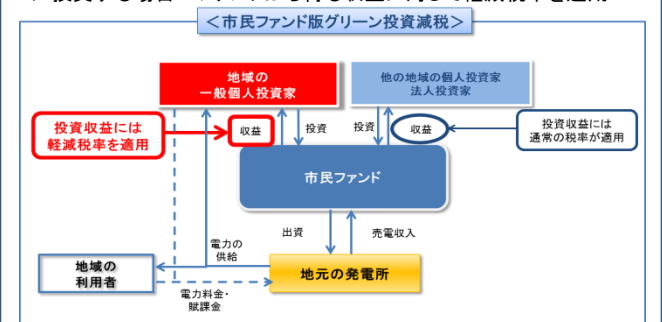 ＜市民ファンド版グリーン投資減税＞
地域の
一般個人投資家
他の地域の個人投資家
法人投資家
投資収益には
軽減税率を適用
収益
投資
投資
収益
投資収益には
通常の税率が適用
市民ファンド
出資
売電収入
電力の
供給
地域の
利用者
地元の発電所
電力料金・
賦課金